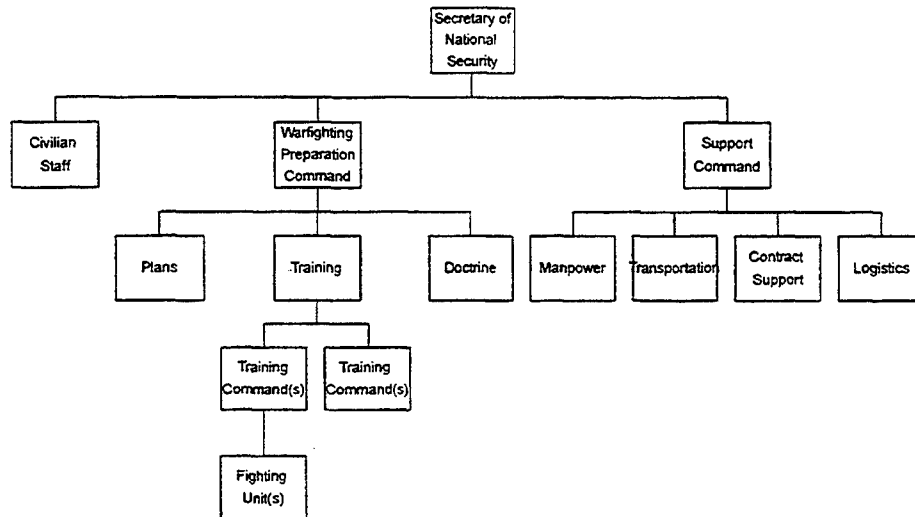 Secretary of
National
Security
Civilian
Staff
Warfighting
Preparation
Command
Support
Command
Plans
Training
Doctrine
Manpower
Transportation
Contract
Support
Logistics
Training
Command(s)
Training
Command(s)
Fighting
Unit(s)